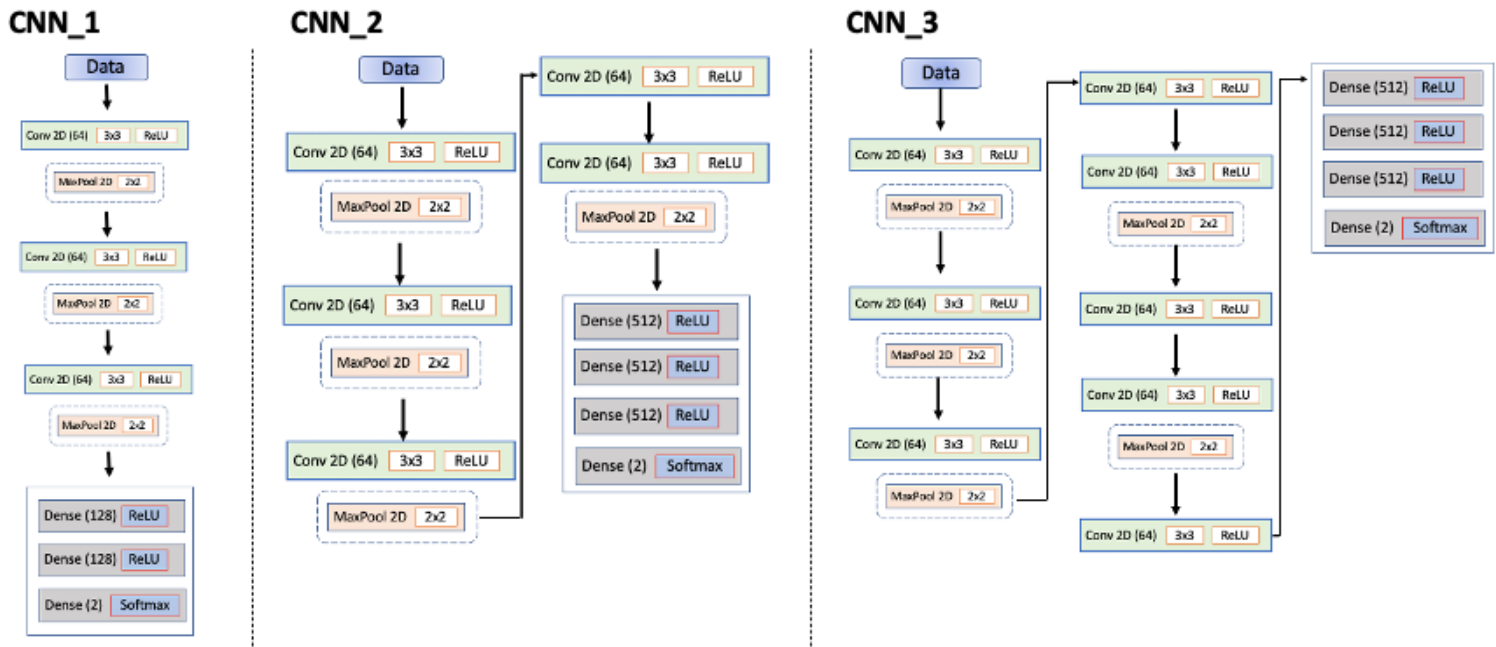 CNN_1
Data
Conv 2D (64) 3x3 ReLU
MaxPool 2D 2x2
Conv 2D (64) 3x3 ReLU
MaxPool 2D 2x2
Conv 2D (64) 3x3 ReLU
MaxPool 2D 2x2
Dense (128) ReLU
Dense (128) ReLU
Dense (2) Softmax
CNN_2
Data
Conv 2D (64) 3x3 ReLU
MaxPool 2D 2x2
Conv 2D (64) 3x3 ReLU
MaxPool 2D 2x2
Conv 2D (64) 3x3 ReLU
MaxPool 2D 2x2
Conv 2D (64) 3x3 ReLU
Conv 2D (64) 3x3 ReLU
MaxPool 2D 2x2
Dense (512) ReLU
Dense (512) ReLU
Dense (512) ReLU
Dense (2) Softmax
CNN_3
Data
Conv 2D (64) 3x3 ReLU
MaxPool 2D 2x2
Conv 2D (64) 3x3 ReLU
MaxPool 2D 2x2
Conv 2D (64) 3x3 ReLU
MaxPool 2D 2x2
Conv 2D (64) 3x3 ReLU
Conv 2D (64) 3x3 ReLU
MaxPool 2D 2x2
Conv 2D (64) 3x3 ReLU
Conv 2D (64) 3x3 ReLU
MaxPool 2D 2x2
Conv 2D (64) 3x3 ReLU
Dense (512) ReLU
Dense (512) ReLU
Dense (512) ReLU
Dense (2) Softmax